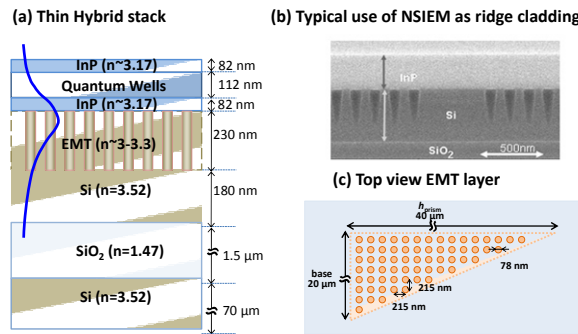 (a) Thin Hybrid stack
InP (n~3.17)
82 nm
Quantum Wells
112 nm
InP (n~3.17)
82 nm
EMT (n~3-3.3)
230 nm
Si (n=3.52)
180 nm
SiO2 (n=1.47)
1.5 μm
Si (n=3.52)
70 μm
(b) Typical use of NSIEM as ridge cladding
InP
Si
SiO2
500nm
(c) Top view EMT layer
hprism
40 μm
base
20 μm
78 nm
215 nm
215 nm